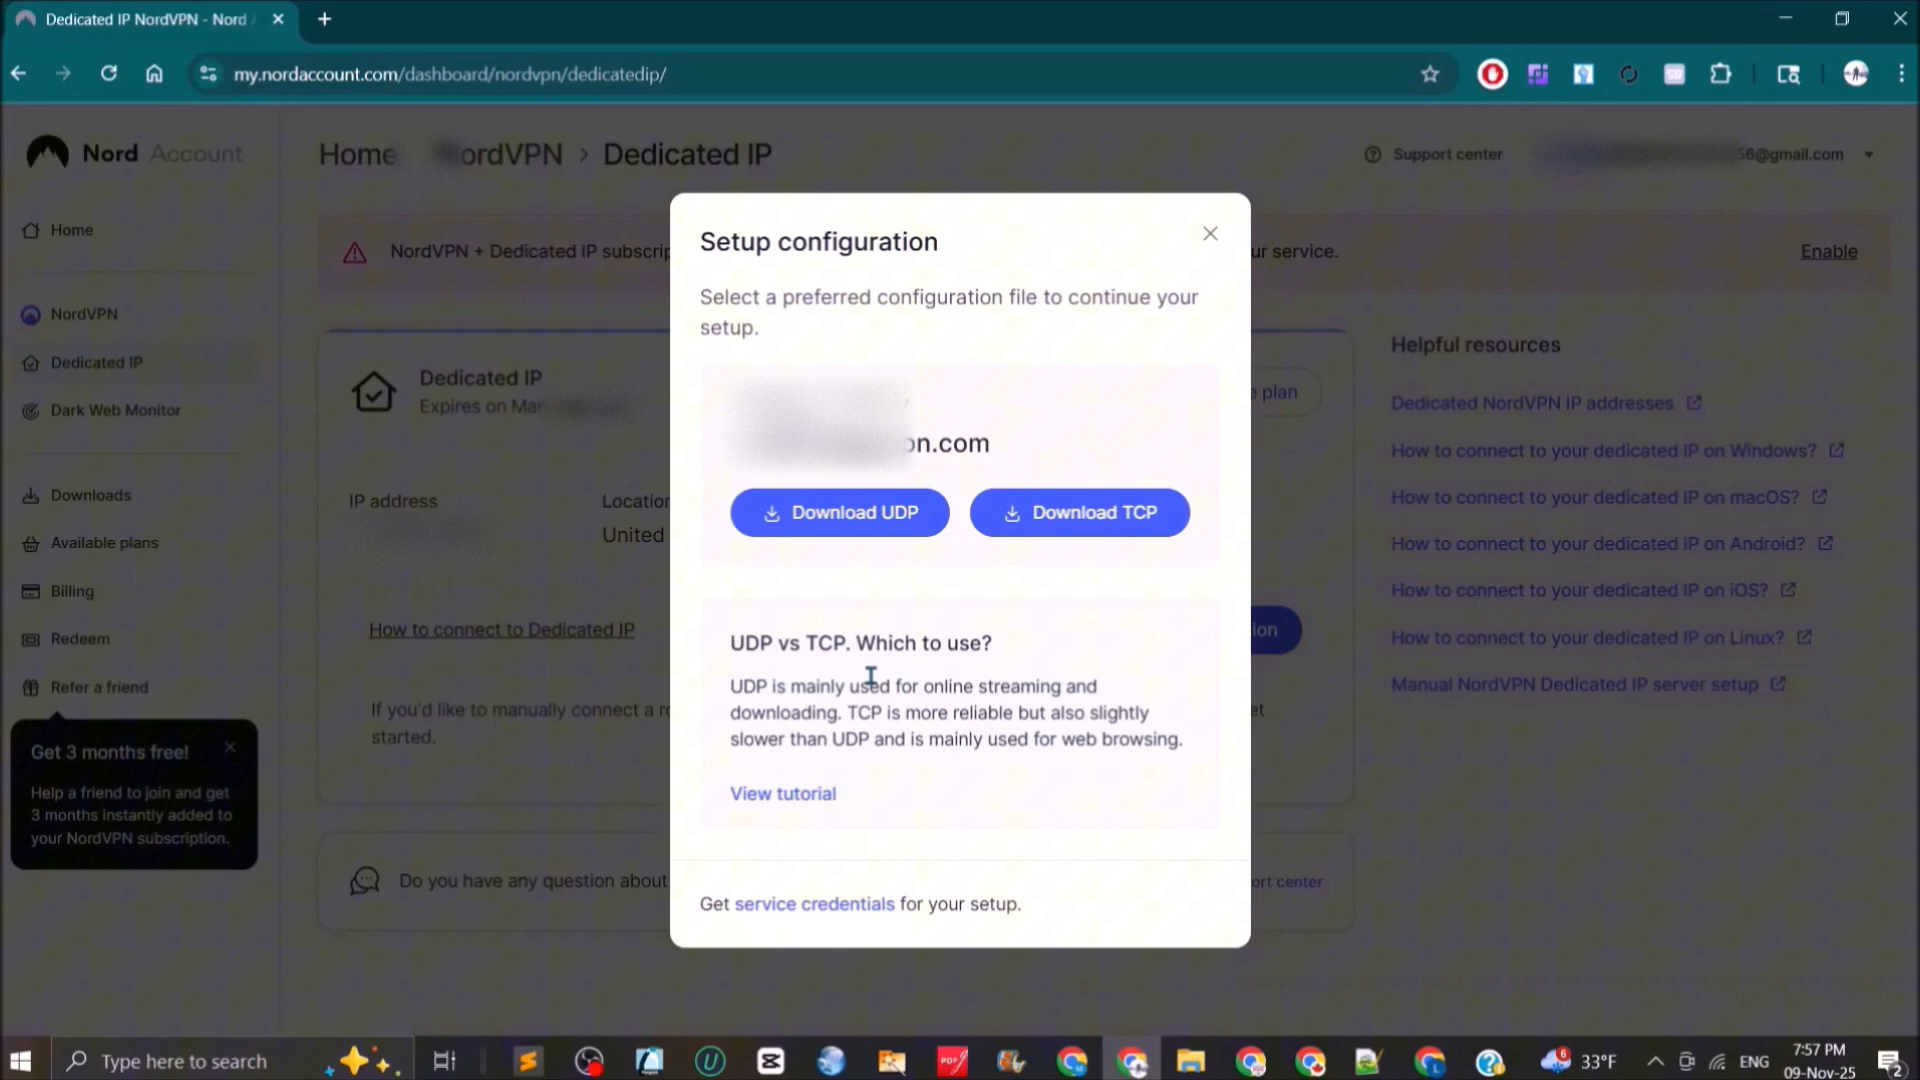 Dedicated IP NordVPN - Nord
my.nordaccount.com/dashboard/nordvpn/dedicatedip/
Nord Account
Home ordVPN > Dedicated IP
Support center
56@gmail.com
Home
NordVPN + Dedicated IP subscrip
ur service.
Enable
NordVPN
Dedicated IP
Dark Web Monitor
Downloads
Available plans
Billing
Redeem
Refer a friend
Get 3 months free!
Help a friend to join and get
3 months instantly added to
your NordVPN subscription.
Dedicated IP
Expires on Mar
plan
IP address
Location
United
How to connect to Dedicated IP
ion
If you'd like to manually connect a ro
et
started.
Do you have any question about
ort center
Setup configuration
Select a preferred configuration file to continue your
setup.
on.com
Download UDP
Download TCP
UDP vs TCP. Which to use?
UDP is mainly used for online streaming and
downloading. TCP is more reliable but also slightly
slower than UDP and is mainly used for web browsing.
View tutorial
Get service credentials for your setup.
Helpful resources
Dedicated NordVPN IP addresses
How to connect to your dedicated IP on Windows?
How to connect to your dedicated IP on macOS?
How to connect to your dedicated IP on Android?
How to connect to your dedicated IP on iOS?
How to connect to your dedicated IP on Linux?
Manual NordVPN Dedicated IP server setup
Type here to search
PDF
6
33°F
ENG
7:57 PM
09-Nov-25
2